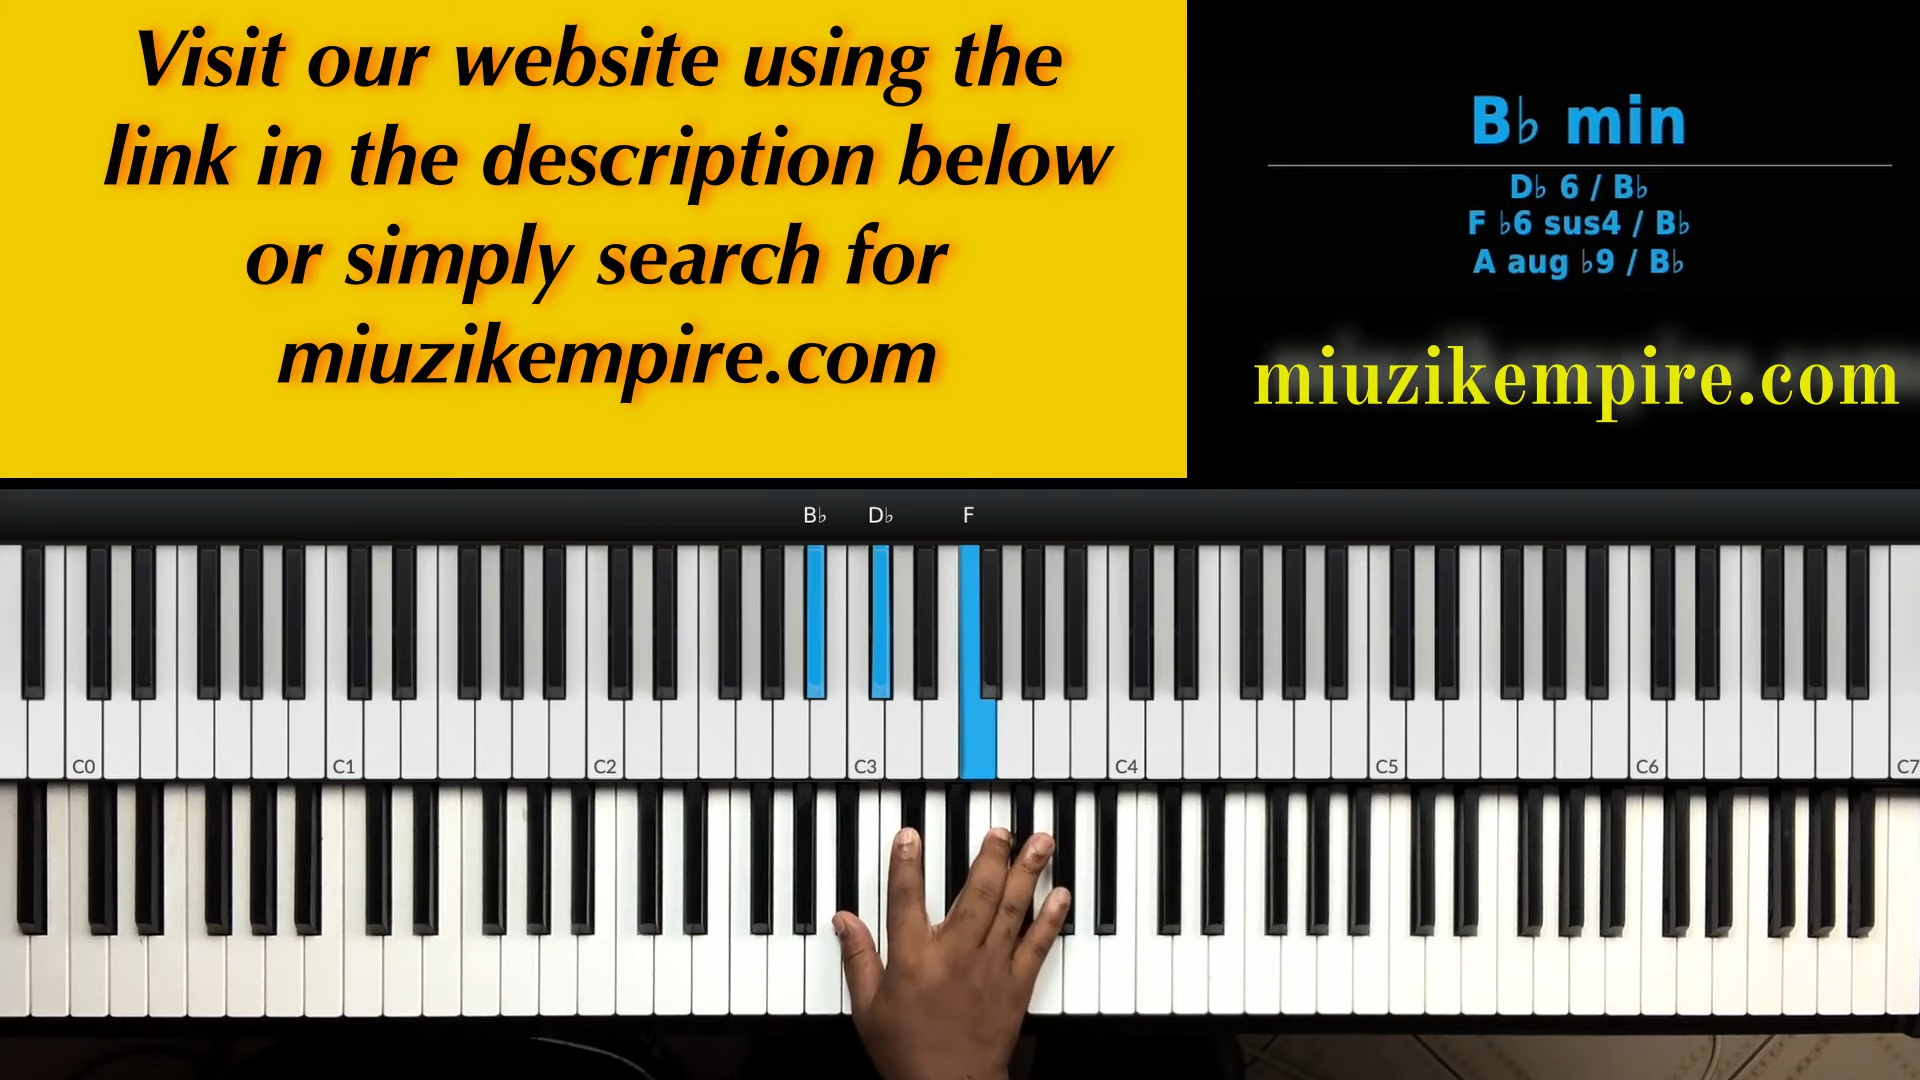 Visit our website using the
link in the description below
or simply search for
miuzikempire.com
B♭ min
D♭ 6 / B♭
F ♭6 sus4 / B♭
A aug ♭9 / B♭
miuzikempire.com
B♭ D♭ F
C0 C1 C2 C3 C4 C5 C6 C7